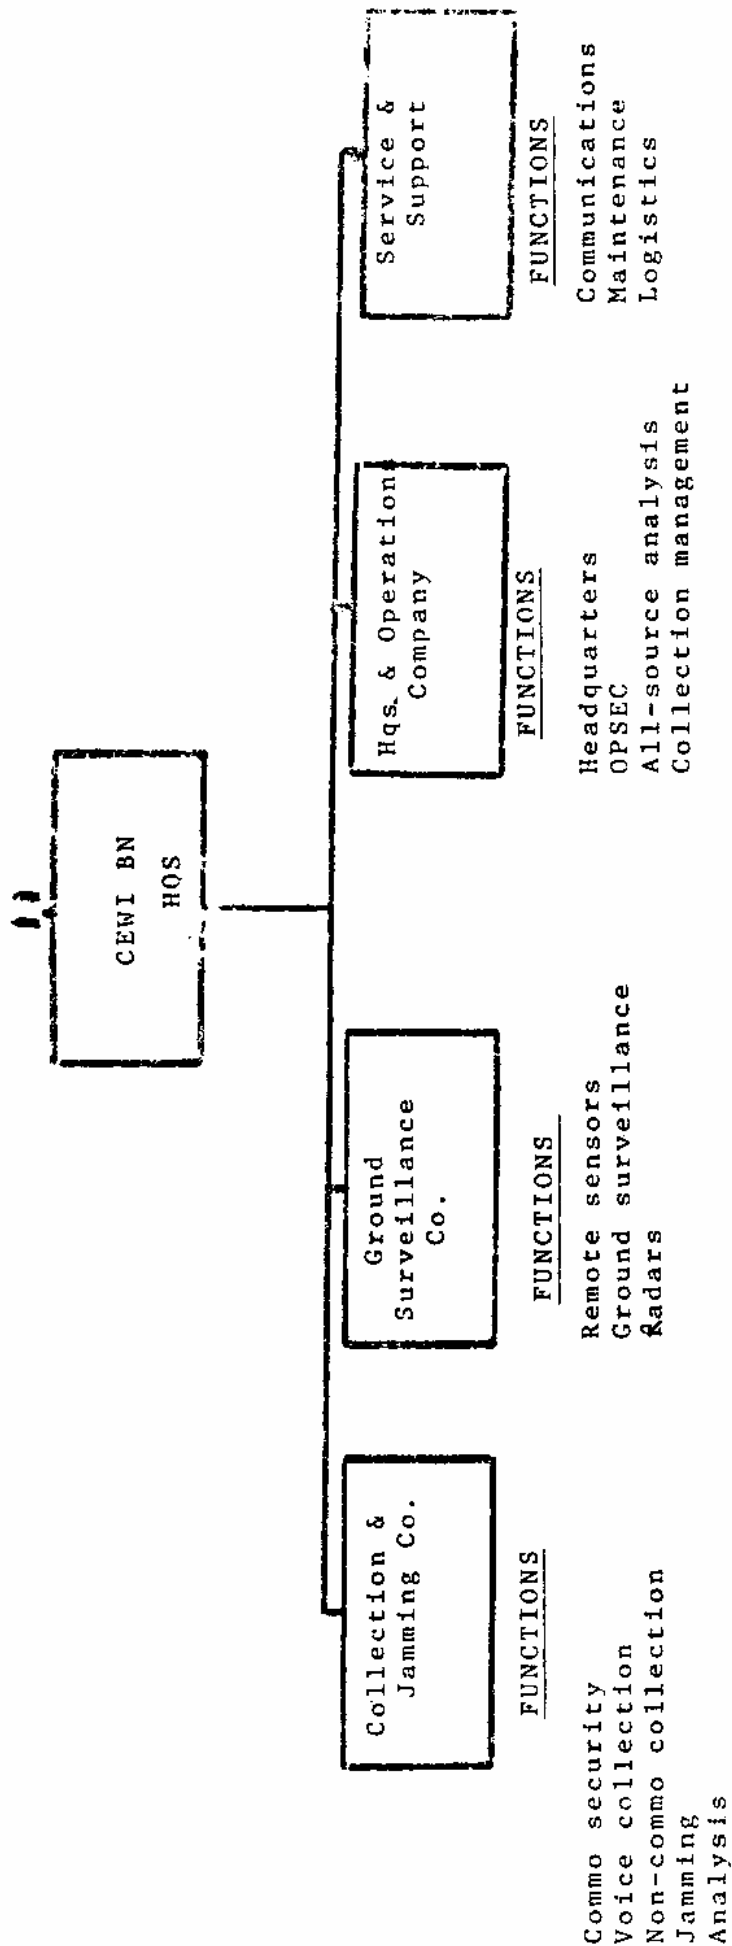 CEWI BN
HQS
Collection &
Jamming Co.
FUNCTIONS
Commo security
Voice collection
Non-commo collection
Jamming
Analysis
Ground
Surveillance
Co.
FUNCTIONS
Remote sensors
Ground surveillance
Radars
Hqs. & Operation
Company
FUNCTIONS
Headquarters
OPSEC
All-source analysis
Collection management
Service &
Support
FUNCTIONS
Communications
Maintenance
Logistics